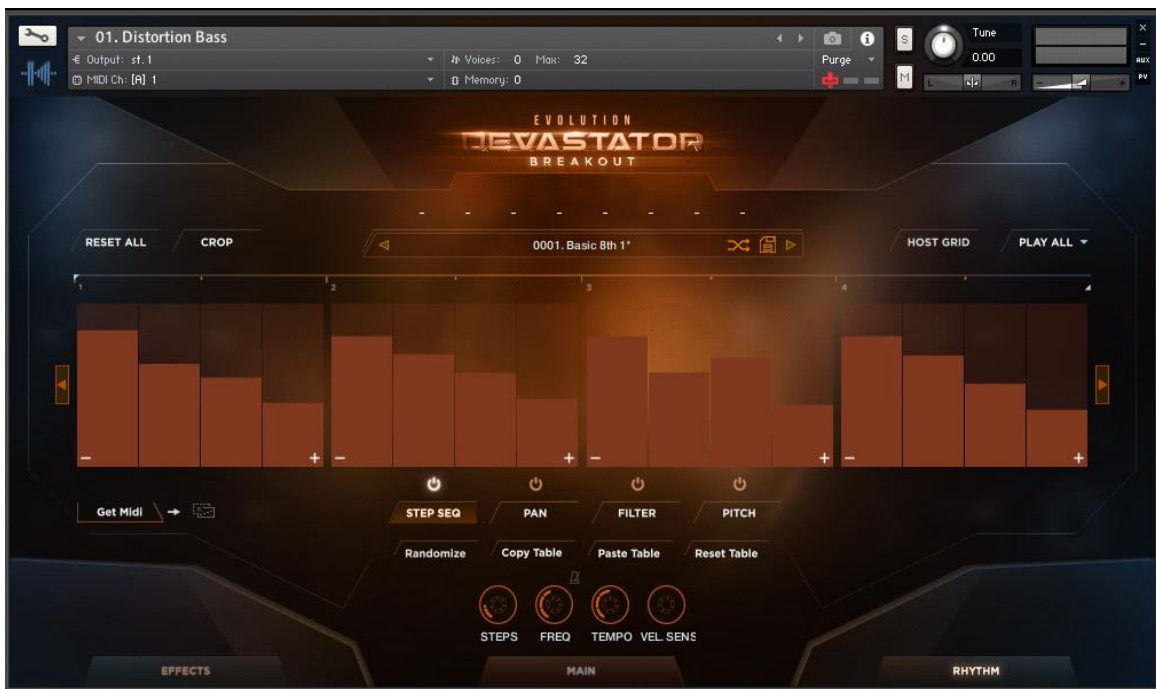 01. Distortion Bass
Output: st.1
Voices: 0 Max: 32
Purge
MIDI Ch: [A] 1
Memory: 0
S
M
Tune
0.00
L R
- +
×
-
AUX
PV
EVOLUTION
DEVASTATOR
BREAKOUT
- - - - - - - -
RESET ALL
CROP
0001. Basic 8th 1*
HOST GRID
PLAY ALL
1 2 3 4
- + - + - + - +
Get Midi
STEP SEQ
PAN
FILTER
PITCH
Randomize
Copy Table
Paste Table
Reset Table
STEPS
FREQ
TEMPO
VEL. SENS
EFFECTS
MAIN
RHYTHM